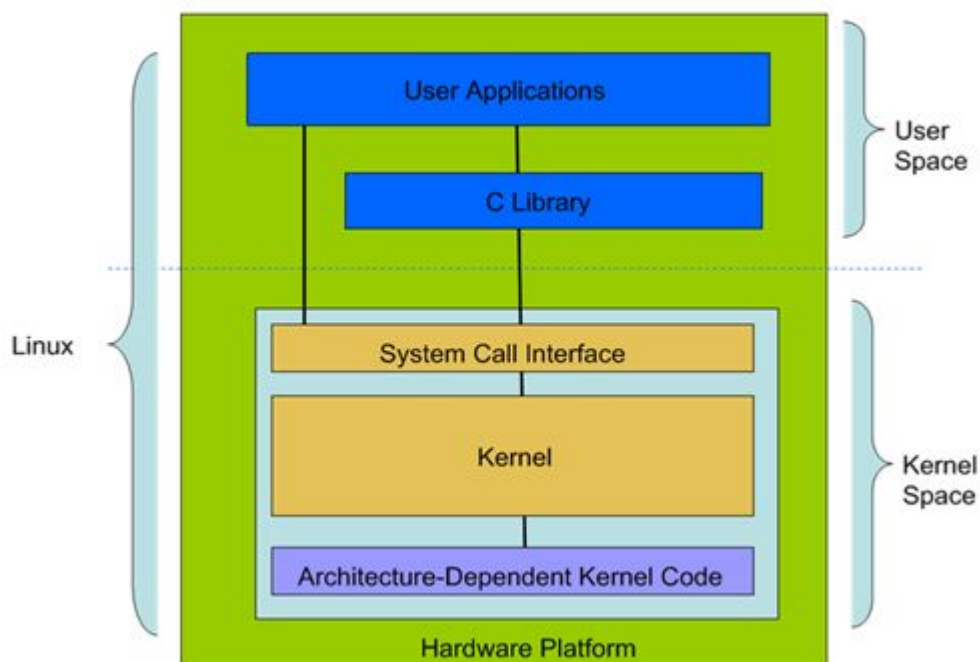 User Applications
User
Space
C Library
Linux
System Call Interface
Kernel
Kernel
Space
Architecture-Dependent Kernel Code
Hardware Platform